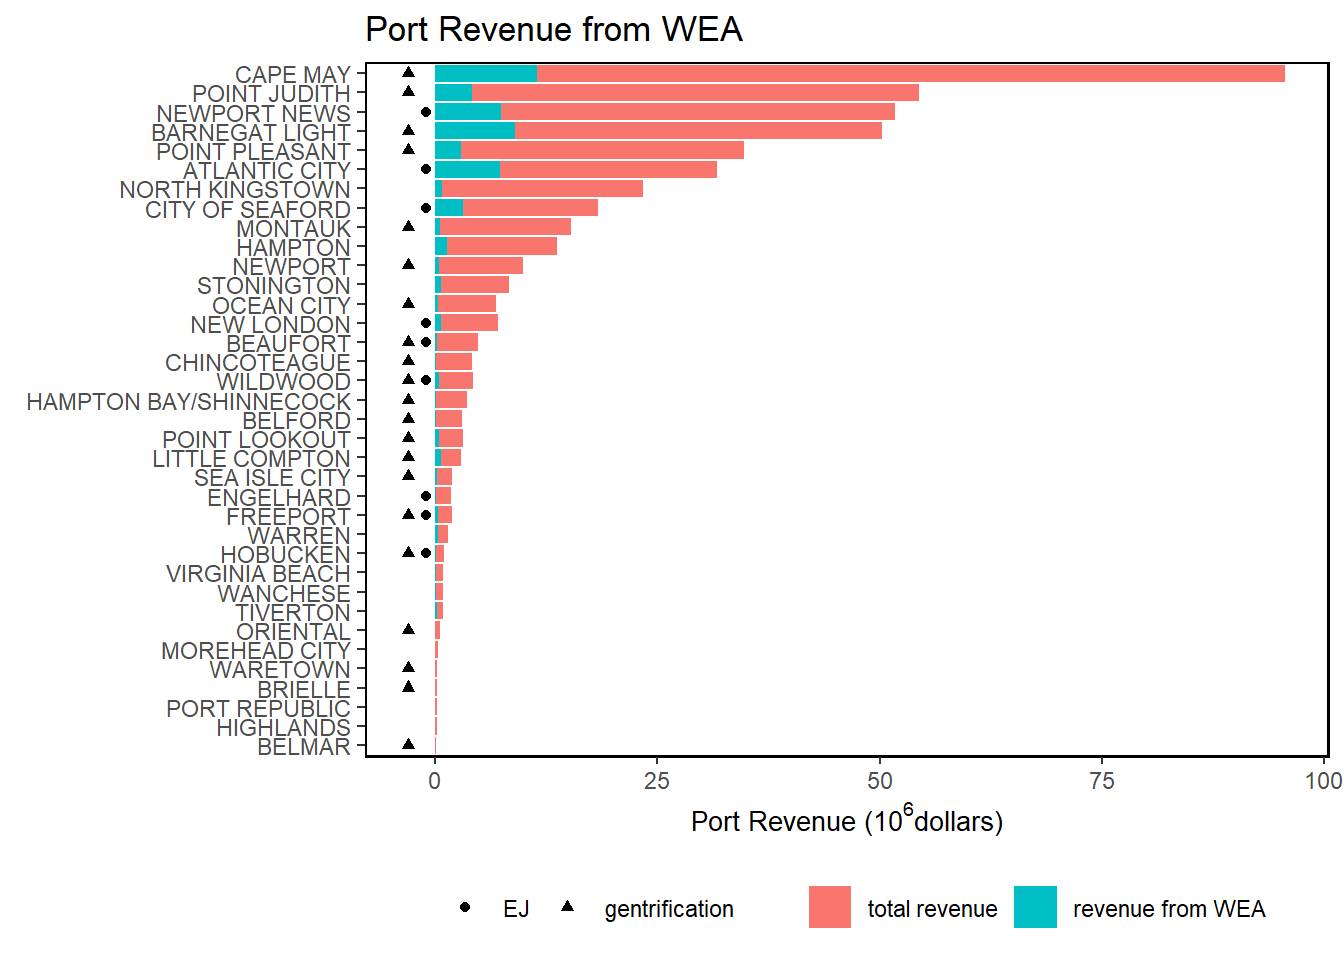 Port Revenue from WEA
CAPE MAY
POINT JUDITH
NEWPORT NEWS
BARNEGAT LIGHT
POINT PLEASANT
ATLANTIC CITY
NORTH KINGSTOWN
CITY OF SEAFORD
MONTAUK
HAMPTON
NEWPORT
STONINGTON
OCEAN CITY
NEW LONDON
BEAUFORT
CHINCOTEAGUE
WILDWOOD
HAMPTON BAY/SHINNECOCK
BELFORD
POINT LOOKOUT
LITTLE COMPTON
SEA ISLE CITY
ENGELHARD
FREEPORT
WARREN
HOBUCKEN
VIRGINIA BEACH
WANCHESE
TIVERTON
ORIENTAL
MOREHEAD CITY
WARETOWN
BRIELLE
PORT REPUBLIC
HIGHLANDS
BELMAR
0 25 50 75 100
Port Revenue (10⁶dollars)
EJ gentrification total revenue revenue from WEA